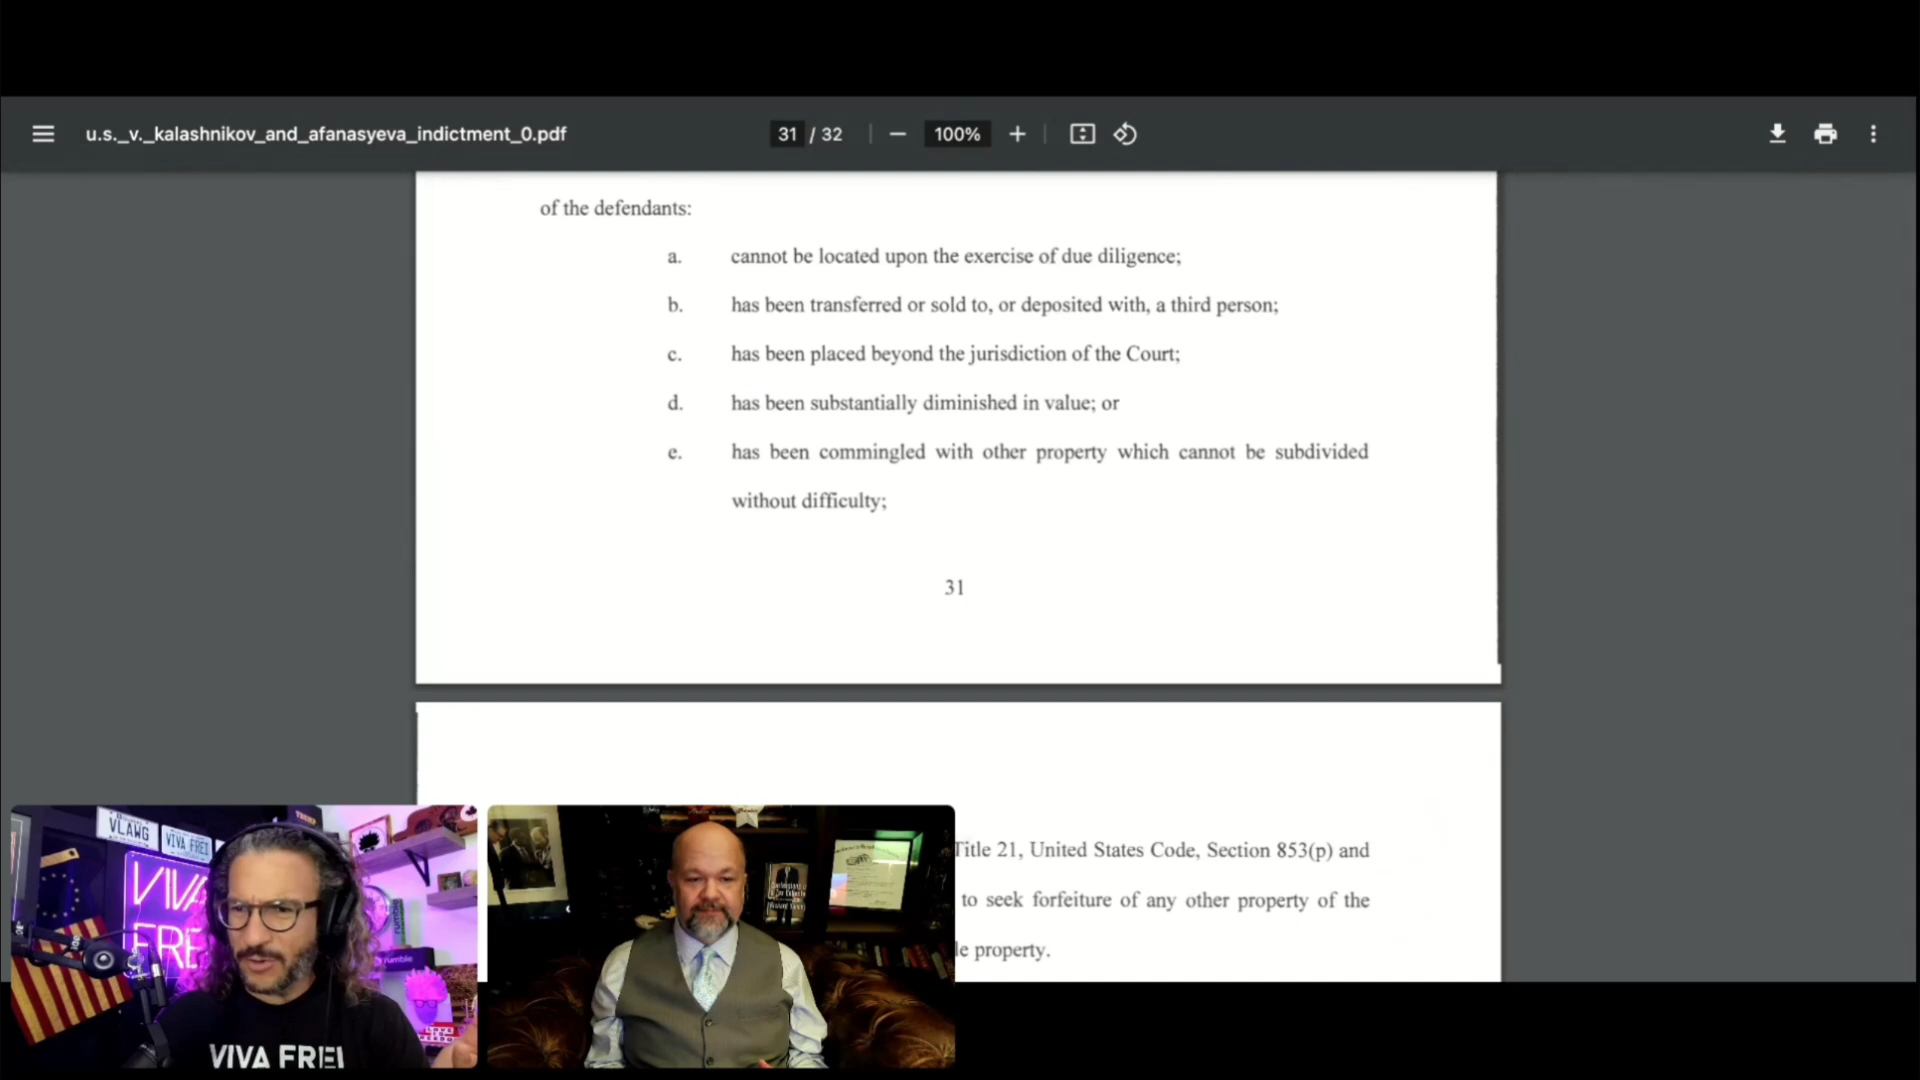 u.s._v._kalashnikov_and_afanasyeva_indictment_0.pdf
31 / 32
100%
of the defendants:
a. cannot be located upon the exercise of due diligence;
b. has been transferred or sold to, or deposited with, a third person;
c. has been placed beyond the jurisdiction of the Court;
d. has been substantially diminished in value; or
e. has been commingled with other property which cannot be subdivided
without difficulty;
31
Title 21, United States Code, Section 853(p) and
to seek forfeiture of any other property of the
le property.
VLAWG
VIVA FREI
VIVA
FREI
rumble
rumble
VIVA FREI